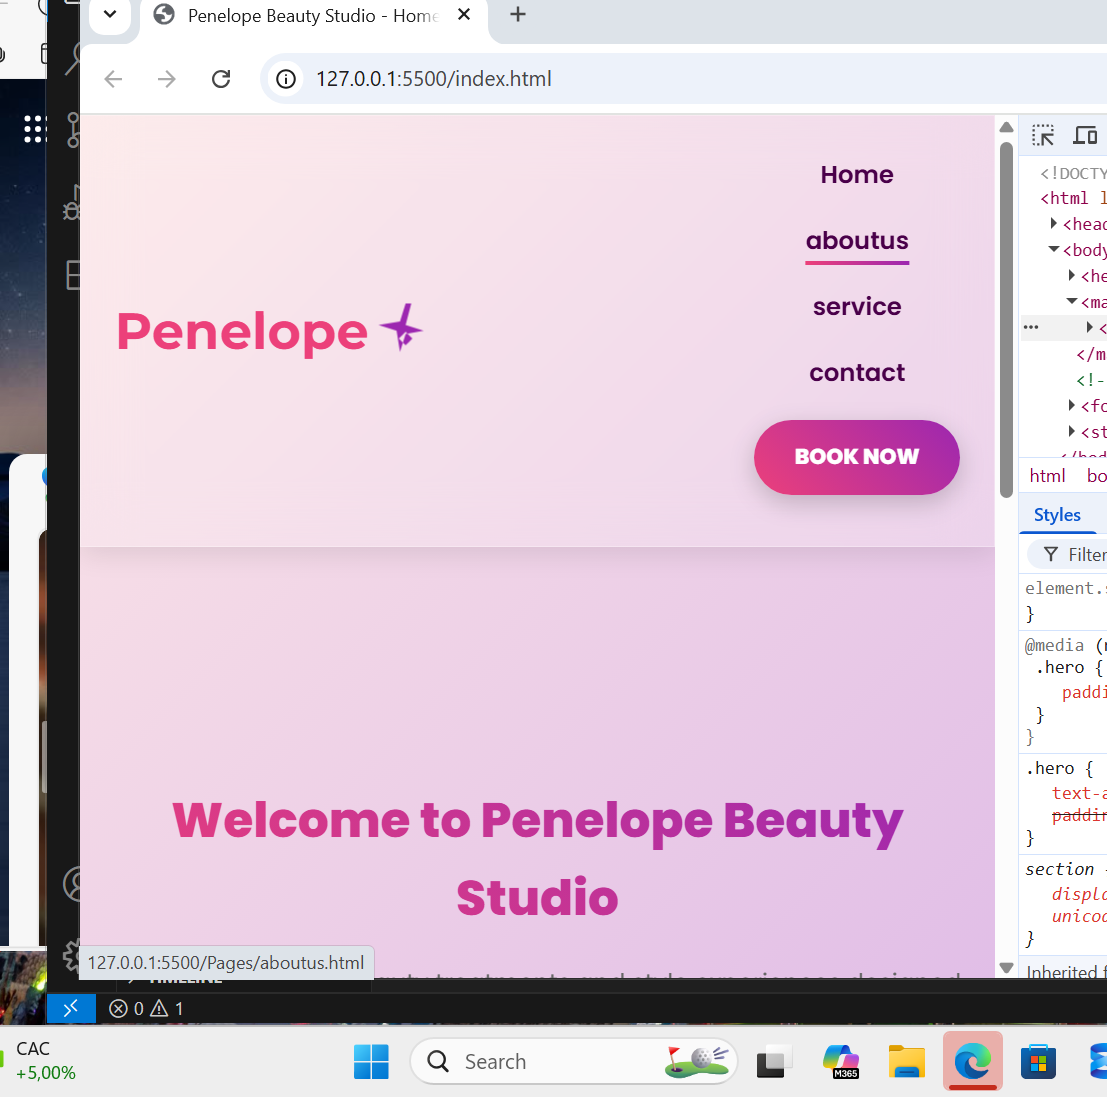 Penelope Beauty Studio - Home
127.0.0.1:5500/index.html
Home
aboutus
service
contact
BOOK NOW
Penelope
Welcome to Penelope Beauty
Studio
127.0.0.1:5500/Pages/aboutus.html
TIMELINE
0
1
<!DOCTY
<html l
<head
<body
<he
<ma
<
</m
<!-
<fo
<st
html
bo
Styles
Filter
element.s
}
@media (
.hero {
paddi
}
}
.hero {
text-a
paddin
}
section
displa
unicod
}
Inherited f
CAC
+5,00%
Search
M365